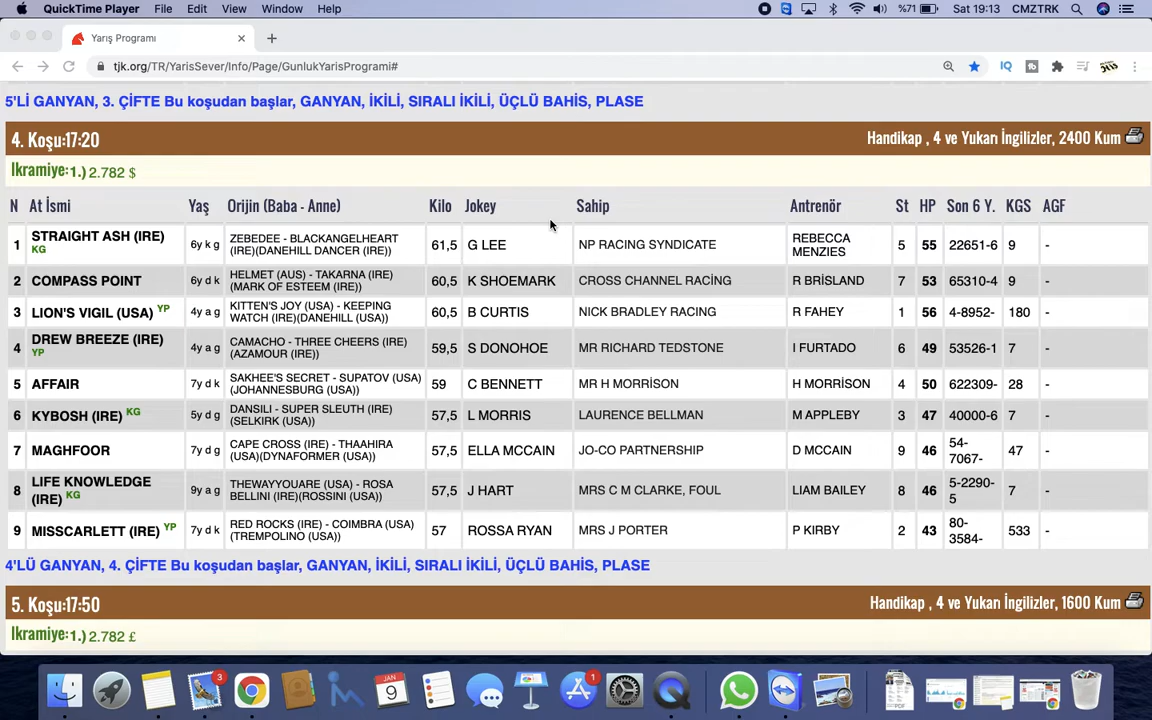 QuickTime Player File Edit View Window Help %71 Sat 19:13 CMZTRK
Yarış Programı
tjk.org/TR/YarisSever/Info/Page/GunlukYarisProgrami#
5'Lİ GANYAN, 3. ÇİFTE Bu koşudan başlar, GANYAN, İKİLİ, SIRALI İKİLİ, ÜÇLÜ BAHİS, PLASE
4. Koşu:17:20 Handikap , 4 ve Yukarı İngilizler, 2400 Kum
Ikramiye:1.) 2.782 $
N At İsmi Yaş Orijin (Baba - Anne) Kilo Jokey Sahip Antrenör St HP Son 6 Y. KGS AGF
1 STRAIGHT ASH (IRE) KG 6y k g ZEBEDEE - BLACKANGELHEART (IRE)(DANEHILL DANCER (IRE)) 61,5 G LEE NP RACING SYNDICATE REBECCA MENZIES 5 55 22651-6 9 -
2 COMPASS POINT 6y d k HELMET (AUS) - TAKARNA (IRE) (MARK OF ESTEEM (IRE)) 60,5 K SHOEMARK CROSS CHANNEL RACİNG R BRİSLAND 7 53 65310-4 9 -
3 LION'S VIGIL (USA) YP 4y a g KITTEN'S JOY (USA) - KEEPING WATCH (IRE)(DANEHILL (USA)) 60,5 B CURTIS NICK BRADLEY RACING R FAHEY 1 56 4-8952- 180 -
4 DREW BREEZE (IRE) YP 4y a g CAMACHO - THREE CHEERS (IRE) (AZAMOUR (IRE)) 59,5 S DONOHOE MR RICHARD TEDSTONE I FURTADO 6 49 53526-1 7 -
5 AFFAIR 7y d k SAKHEE'S SECRET - SUPATOV (USA) (JOHANNESBURG (USA)) 59 C BENNETT MR H MORRİSON H MORRİSON 4 50 622309- 28 -
6 KYBOSH (IRE) KG 5y d g DANSILI - SUPER SLEUTH (IRE) (SELKIRK (USA)) 57,5 L MORRIS LAURENCE BELLMAN M APPLEBY 3 47 40000-6 7 -
7 MAGHFOOR 7y d g CAPE CROSS (IRE) - THAAHIRA (USA)(DYNAFORMER (USA)) 57,5 ELLA MCCAIN JO-CO PARTNERSHIP D MCCAIN 9 46 54-7067- 47 -
8 LIFE KNOWLEDGE (IRE) KG 9y a g THEWAYYOUARE (USA) - ROSA BELLINI (IRE)(ROSSINI (USA)) 57,5 J HART MRS C M CLARKE, FOUL LIAM BAILEY 8 46 5-2290-5 7 -
9 MISSCARLETT (IRE) YP 7y d k RED ROCKS (IRE) - COIMBRA (USA) (TREMPOLINO (USA)) 57 ROSSA RYAN MRS J PORTER P KIRBY 2 43 80-3584- 533 -
4'LÜ GANYAN, 4. ÇİFTE Bu koşudan başlar, GANYAN, İKİLİ, SIRALI İKİLİ, ÜÇLÜ BAHİS, PLASE
5. Koşu:17:50 Handikap , 4 ve Yukarı İngilizler, 1600 Kum
Ikramiye:1.) 2.782 £
3 JAN 9 1